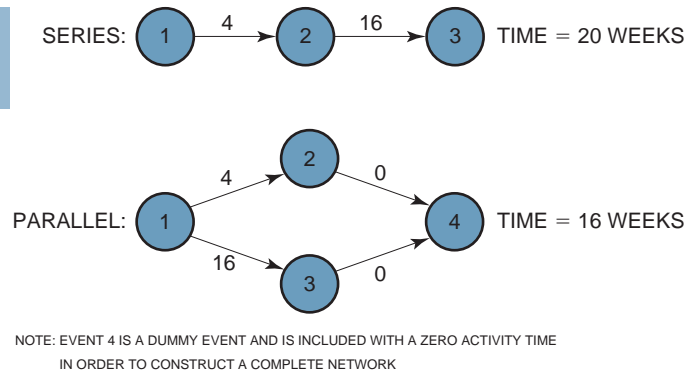 SERIES: 1 4 2 16 3 TIME = 20 WEEKS
2
4 0
PARALLEL: 1 4 TIME = 16 WEEKS
16 0
3
NOTE: EVENT 4 IS A DUMMY EVENT AND IS INCLUDED WITH A ZERO ACTIVITY TIME
IN ORDER TO CONSTRUCT A COMPLETE NETWORK